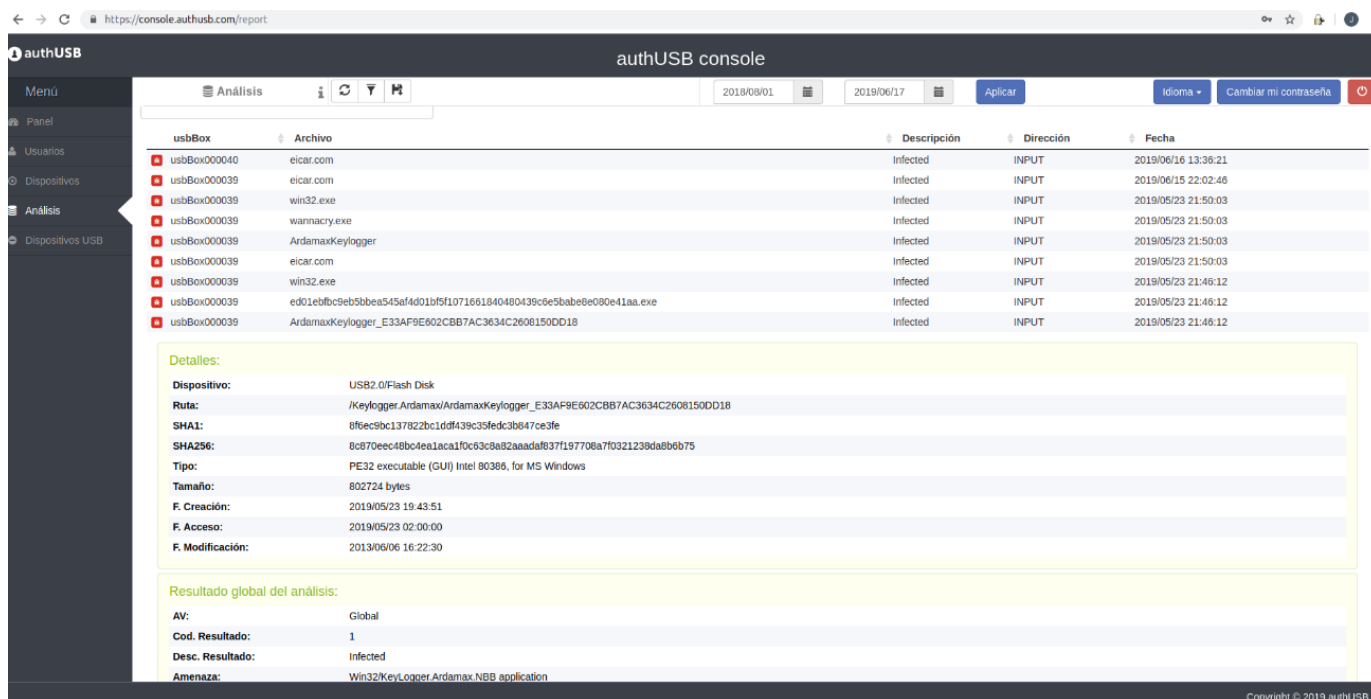 https://console.authusb.com/report
J
authUSB
authUSB console
Menú
Análisis
2018/08/01
2019/06/17
Aplicar
Idioma
Cambiar mi contraseña
Panel
Usuarios
Dispositivos
Análisis
Dispositivos USB
usbBox Archivo Descripción Dirección Fecha
usbBox000040 eicar.com Infected INPUT 2019/06/16 13:36:21
usbBox000039 eicar.com Infected INPUT 2019/06/15 22:02:46
usbBox000039 win32.exe Infected INPUT 2019/05/23 21:50:03
usbBox000039 wannacry.exe Infected INPUT 2019/05/23 21:50:03
usbBox000039 ArdamaxKeylogger Infected INPUT 2019/05/23 21:50:03
usbBox000039 eicar.com Infected INPUT 2019/05/23 21:50:03
usbBox000039 win32.exe Infected INPUT 2019/05/23 21:46:12
usbBox000039 ed01ebfbc9eb5bbea545af4d01bf5f1071661840480439c6e5babe8e080e41aa.exe Infected INPUT 2019/05/23 21:46:12
usbBox000039 ArdamaxKeylogger_E33AF9E602CBB7AC3634C2608150DD18 Infected INPUT 2019/05/23 21:46:12
Detalles:
Dispositivo: USB2.0/Flash Disk
Ruta: /Keylogger.Ardamax/ArdamaxKeylogger_E33AF9E602CBB7AC3634C2608150DD18
SHA1: 8f6ec9bc137822bc1ddf439c35fedc3b847ce3fe
SHA256: 8c870eec48bc4ea1aca1f0c63c8a82aaadaf837f197708a7f0321238da8b6b75
Tipo: PE32 executable (GUI) Intel 80386, for MS Windows
Tamaño: 802724 bytes
F. Creación: 2019/05/23 19:43:51
F. Acceso: 2019/05/23 02:00:00
F. Modificación: 2013/06/06 16:22:30
Resultado global del análisis:
AV: Global
Cod. Resultado: 1
Desc. Resultado: Infected
Amenaza: Win32/KeyLogger.Ardamax.NBB application
Copyright © 2019 authUSB